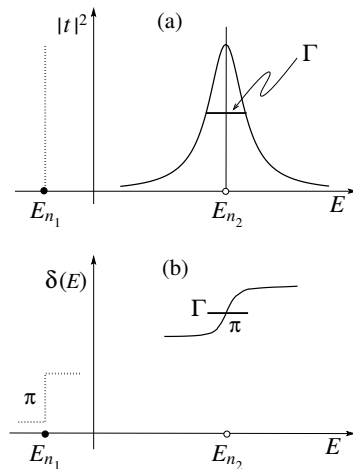 (a)
|t|²
Γ
E_{n_1}
E_{n_2}
E
(b)
δ(E)
Γ
π
π
E_{n_1}
E_{n_2}
E